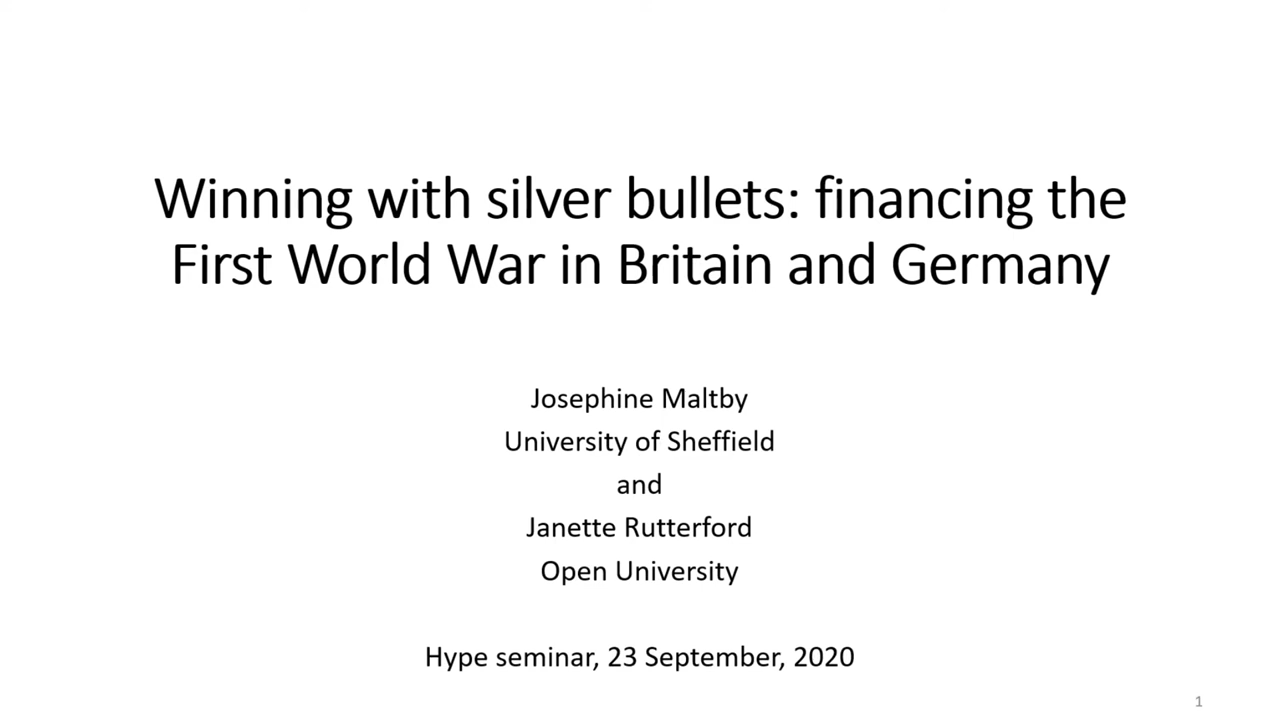 Winning with silver bullets: financing the
First World War in Britain and Germany
Josephine Maltby
University of Sheffield
and
Janette Rutterford
Open University
Hype seminar, 23 September, 2020
1